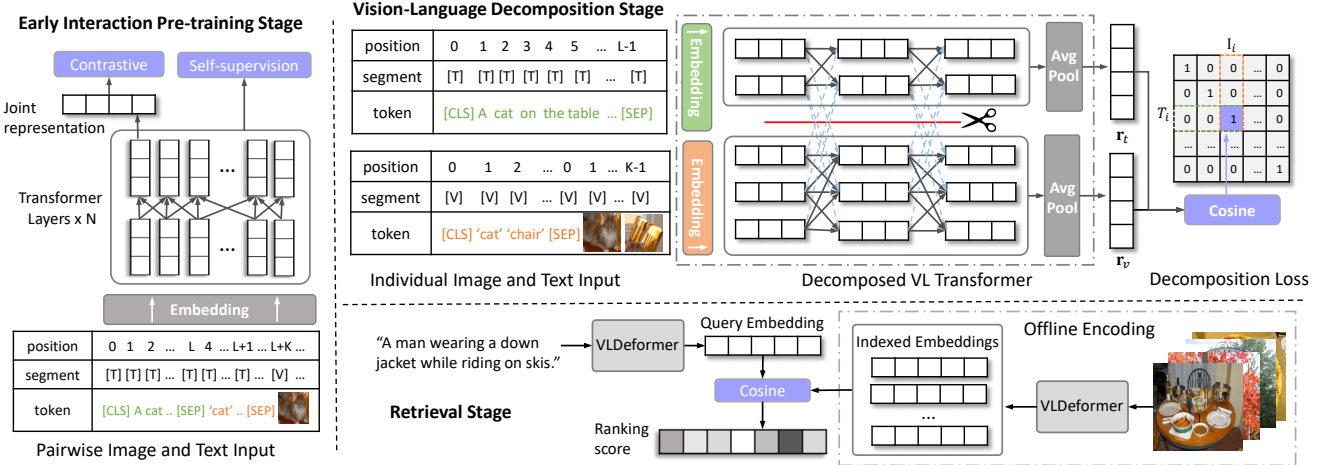 Early Interaction Pre-training Stage
Contrastive
Self-supervision
Joint
representation
Transformer
Layers x N
...
...
Embedding
position 0 1 2 ... L 4 ... L+1 ... L+K ...
segment [T] [T] [T] ... [T] [T] ... [T] ... [V] ...
token [CLS] A cat .. [SEP] 'cat' .. [SEP]
Pairwise Image and Text Input
Vision-Language Decomposition Stage
position 0 1 2 3 4 5 ... L-1
segment [T] [T] [T] [T] [T] [T] ... [T]
token [CLS] A cat on the table ... [SEP]
position 0 1 2 ... 0 1 ... K-1
segment [V] [V] [V] ... [V] [V] ... [V]
token [CLS] 'cat' 'chair' [SEP]
Individual Image and Text Input
Embedding
Embedding
Avg
Pool
Avg
Pool
Decomposed VL Transformer
r_t
r_v
I_i
T_i
1 0 0 ... 0
0 1 0 ... 0
0 0 1 ... 0
... ... ... ... ...
0 0 0 ... 1
Cosine
Decomposition Loss
"A man wearing a down
jacket while riding on skis."
VLDeformer
Query Embedding
Cosine
Retrieval Stage
Ranking
score
Indexed Embeddings
...
Offline Encoding
VLDeformer